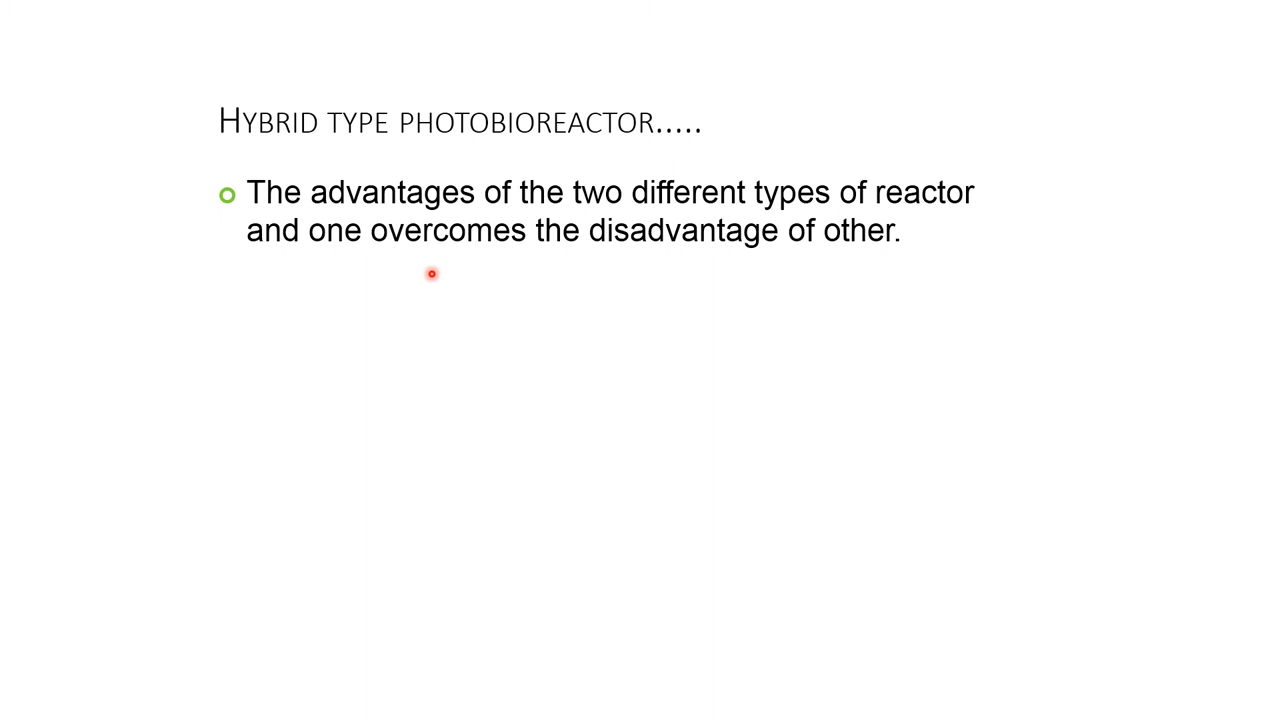 Hybrid type photobioreactor.....
The advantages of the two different types of reactor
and one overcomes the disadvantage of other.